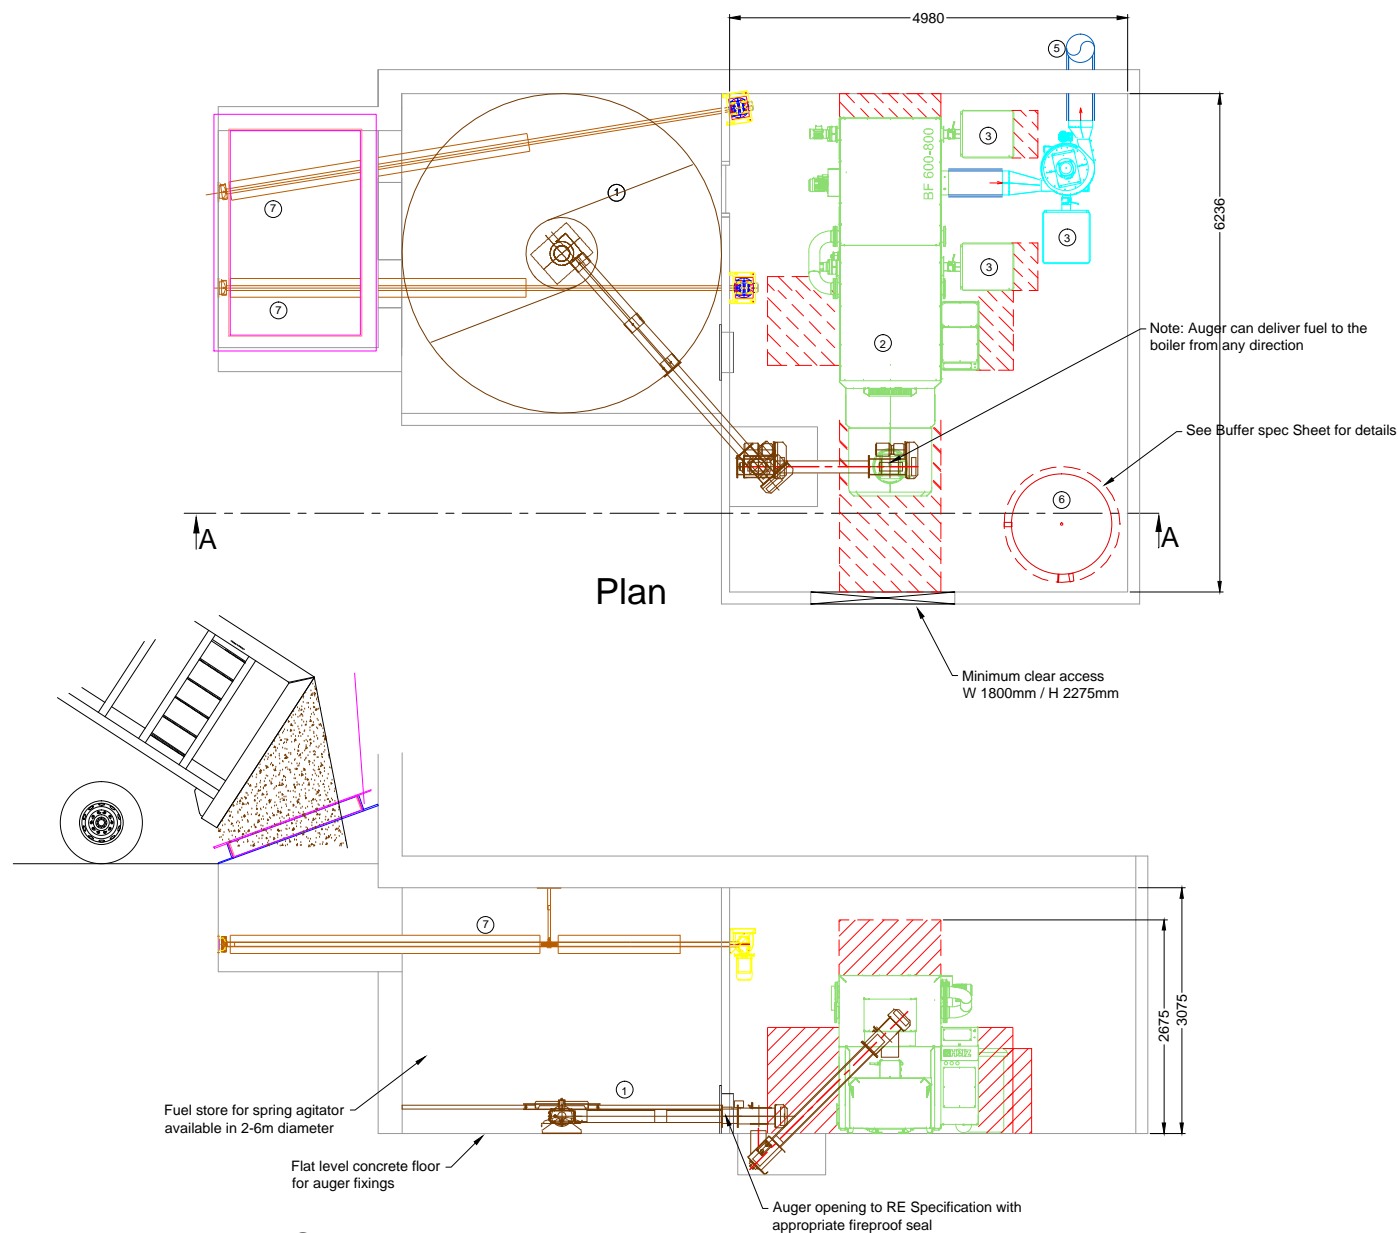 4980
5
3
BF 600-800
1
3
7
6236
3
7
2
Note: Auger can deliver fuel to the
boiler from any direction
See Buffer spec Sheet for details
6
A
A
Plan
Minimum clear access
W 1800mm / H 2275mm
7
2675
3075
1
Fuel store for spring agitator
available in 2-6m diameter
Flat level concrete floor
for auger fixings
Auger opening to RE Specification with
appropriate fireproof seal